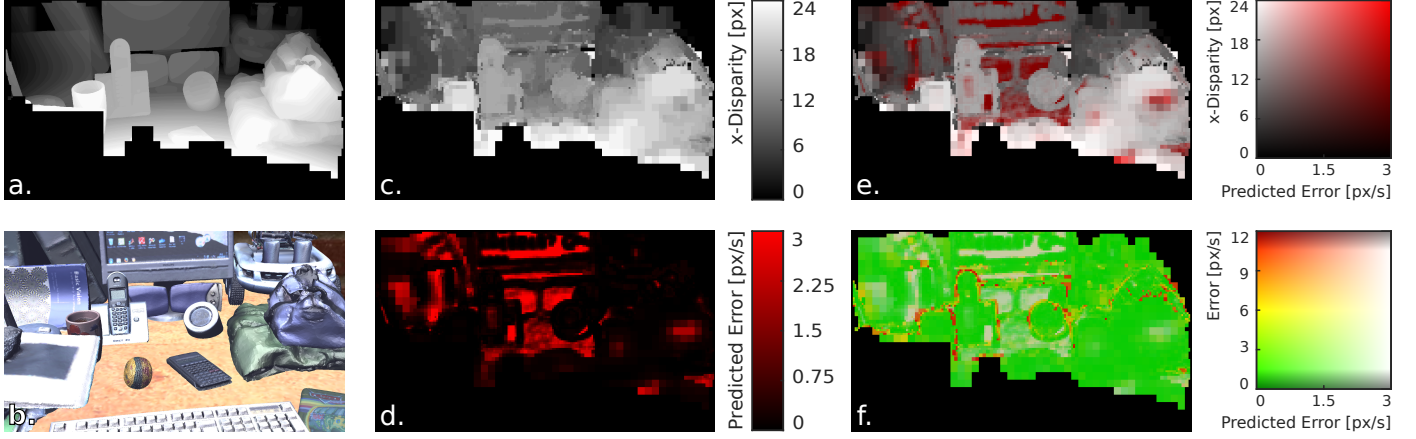 a.
c.
x-Disparity [px]
24
18
12
6
0
e.
x-Disparity [px]
24
18
12
6
0
0
1.5
3
Predicted Error [px/s]
b.
d.
Predicted Error [px/s]
3
2.25
1.5
0.75
0
f.
Error [px/s]
12
9
6
3
0
0
1.5
3
Predicted Error [px/s]